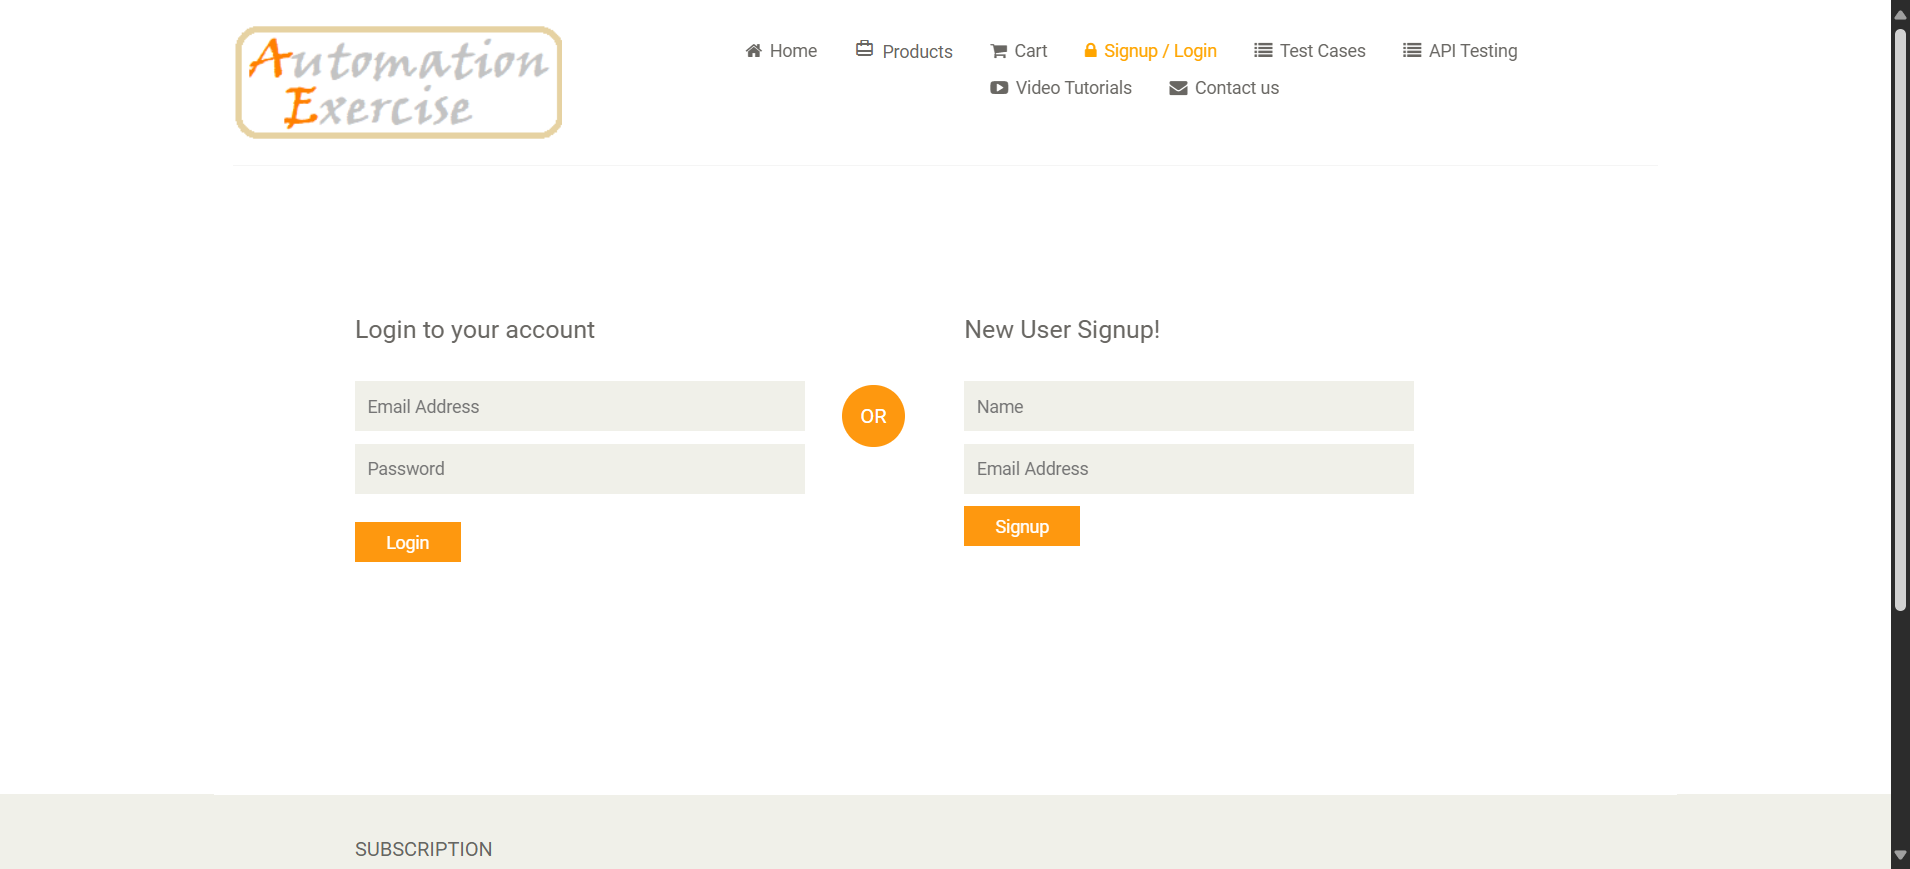 Automation
Exercise
Home
Products
Cart
Signup / Login
Test Cases
API Testing
Video Tutorials
Contact us
Login to your account
Email Address
Password
Login
OR
New User Signup!
Name
Email Address
Signup
SUBSCRIPTION